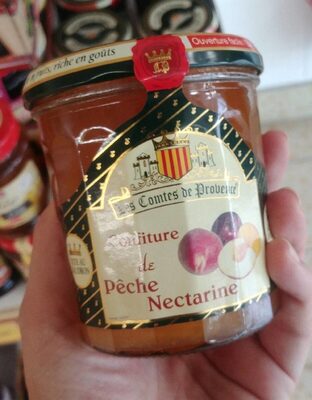 riche en goûts
Ouverture facile
Les Comtes de Provence
Confiture
de
Pêche
Nectarine